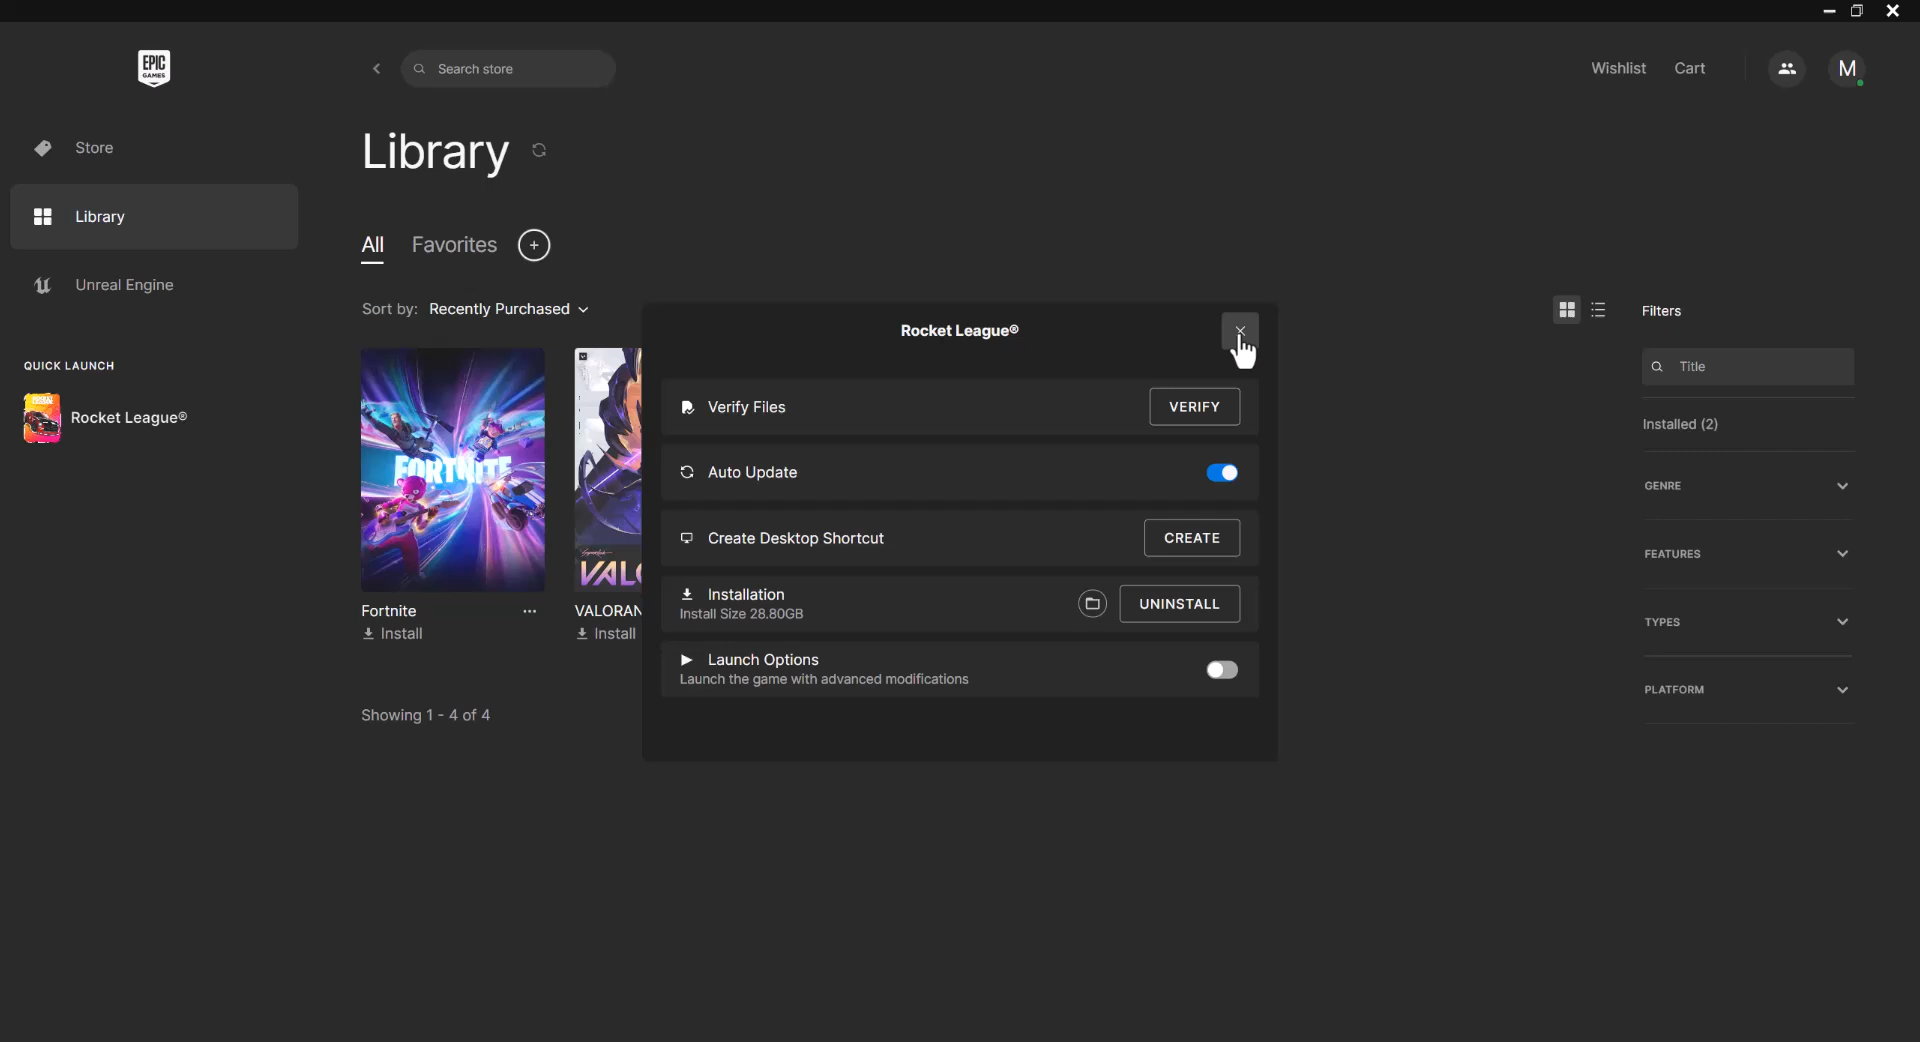 EPIC
GAMES
Search store
Wishlist
Cart
M
Store
Library
Library
All
Favorites
Unreal Engine
Sort by: Recently Purchased
Filters
Rocket League®
QUICK LAUNCH
Rocket League®
Title
Verify Files
VERIFY
Installed (2)
FORTNITE
Auto Update
GENRE
Create Desktop Shortcut
CREATE
FEATURES
VALO
Installation
Install Size 28.80GB
UNINSTALL
Fortnite
Install
VALORAN
Install
TYPES
Launch Options
Launch the game with advanced modifications
PLATFORM
Showing 1 - 4 of 4